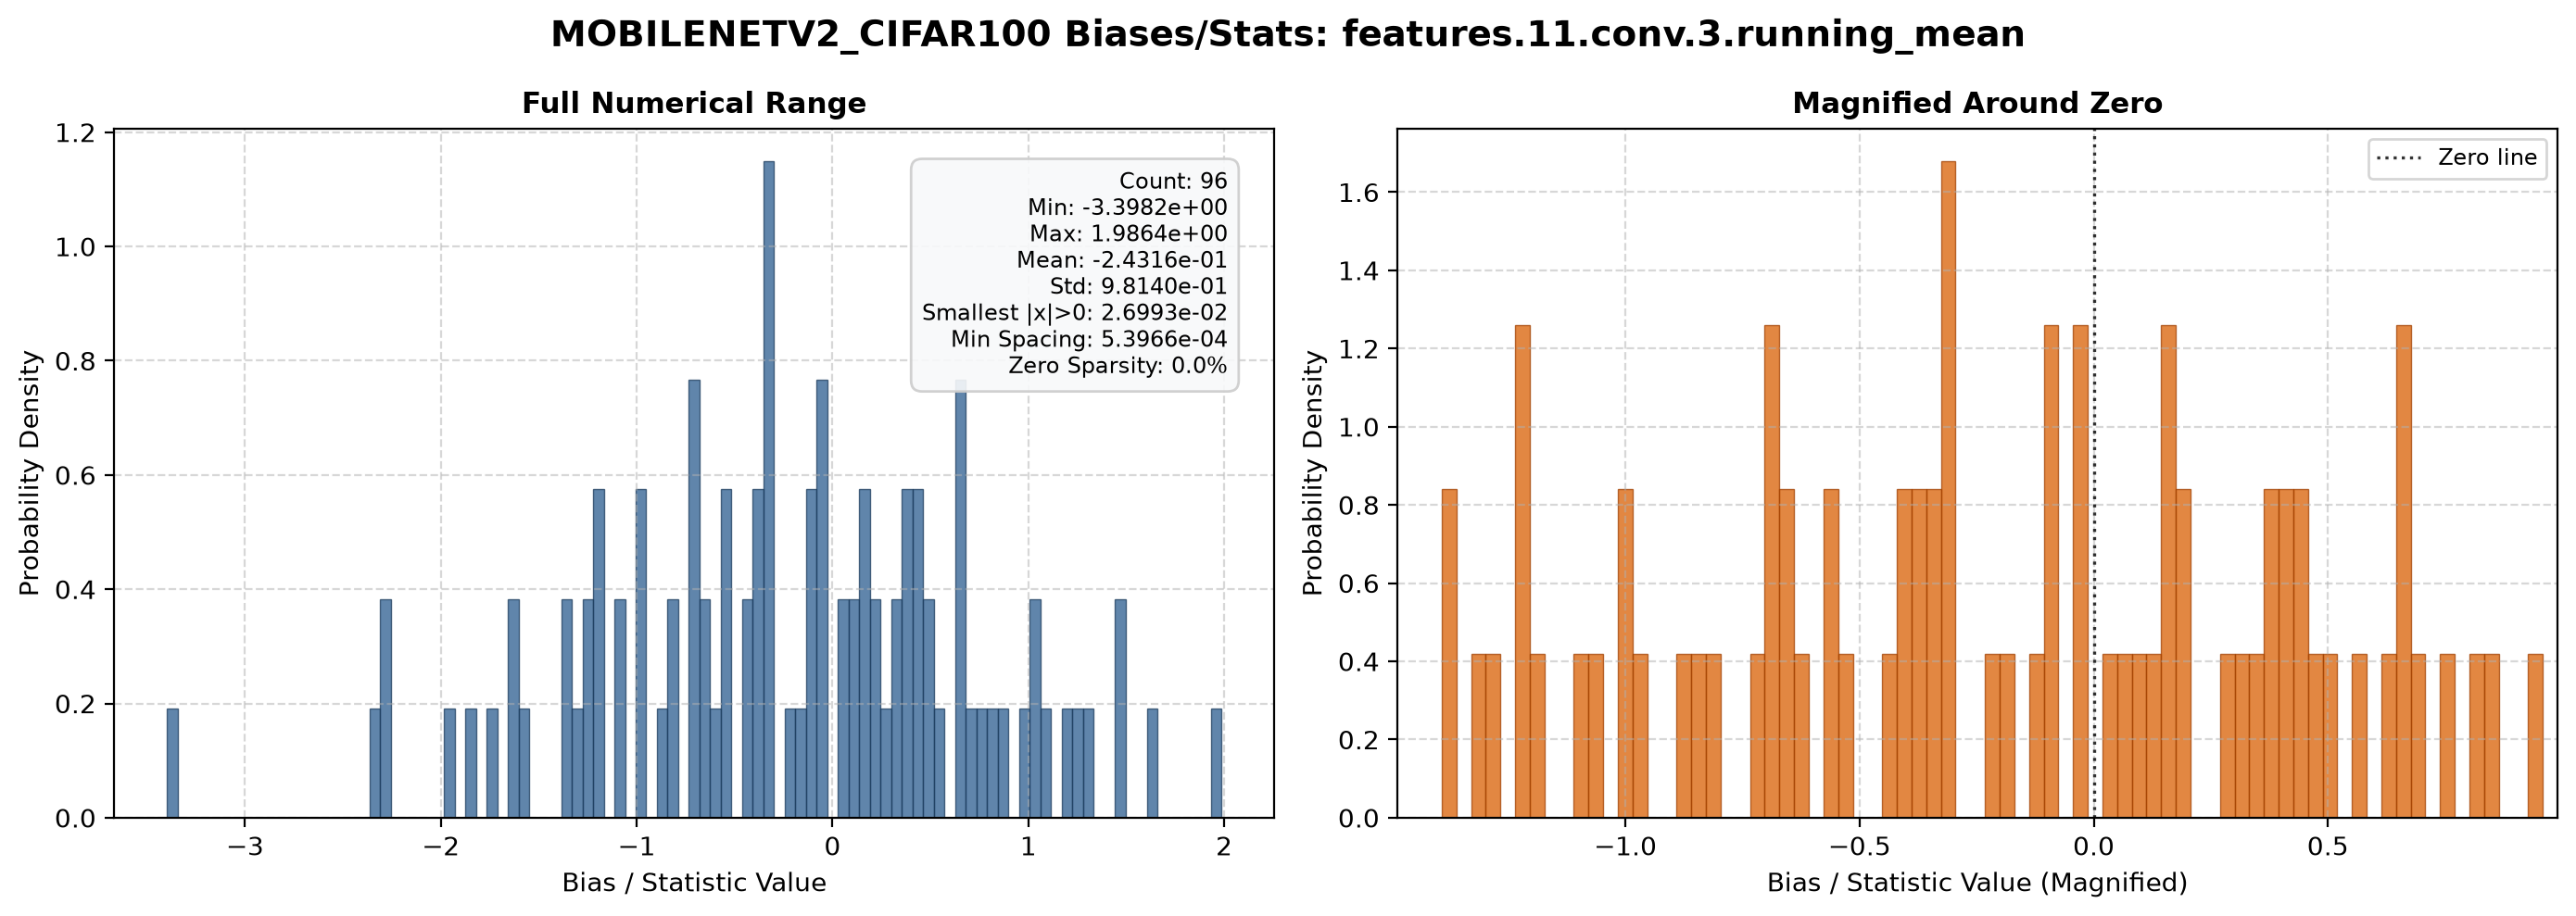 MOBILENETV2_CIFAR100 Biases/Stats: features.11.conv.3.running_mean
Full Numerical Range
Probability Density
1.2
1.0
0.8
0.6
0.4
0.2
0.0
Count: 96
Min: -3.3982e+00
Max: 1.9864e+00
Mean: -2.4316e-01
Std: 9.8140e-01
Smallest |x|>0: 2.6993e-02
Min Spacing: 5.3966e-04
Zero Sparsity: 0.0%
−3 −2 −1 0 1 2
Bias / Statistic Value
Magnified Around Zero
Probability Density
1.6
1.4
1.2
1.0
0.8
0.6
0.4
0.2
0.0
Zero line
−1.0 −0.5 0.0 0.5
Bias / Statistic Value (Magnified)